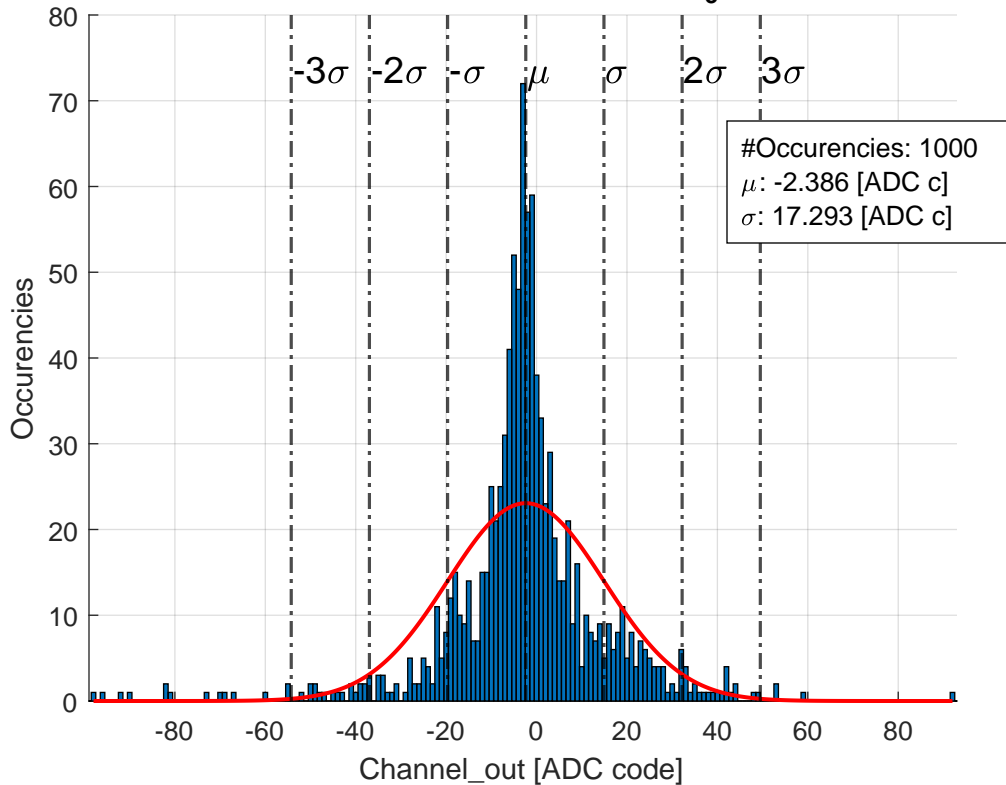 80
70
60
50
40
30
20
10
0
Occurencies
-3σ -2σ -σ μ σ 2σ 3σ
#Occurencies: 1000
μ: -2.386 [ADC c]
σ: 17.293 [ADC c]
-80 -60 -40 -20 0 20 40 60 80
Channel_out [ADC code]